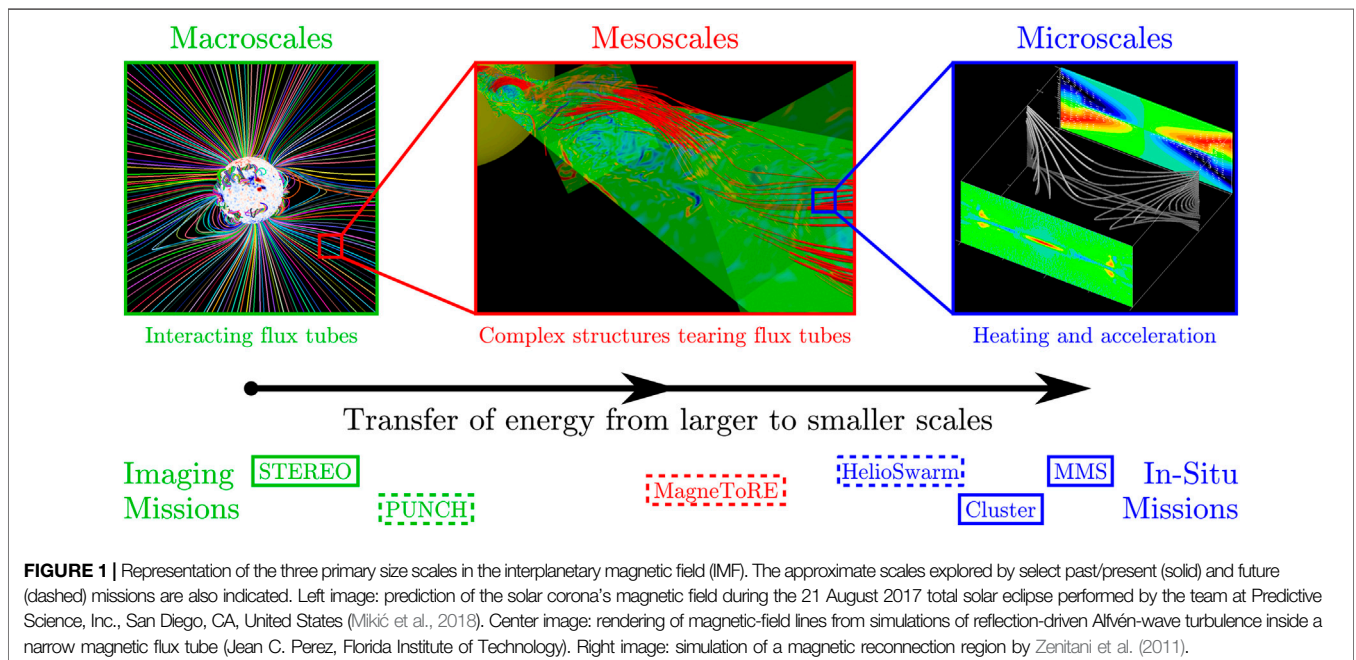 Macroscales
Mesoscales
Microscales
Interacting flux tubes
Complex structures tearing flux tubes
Heating and acceleration
Transfer of energy from larger to smaller scales
Imaging
Missions
STEREO
PUNCH
MagneToRE
HelioSwarm
MMS
Cluster
In-Situ
Missions
FIGURE 1 | Representation of the three primary size scales in the interplanetary magnetic field (IMF). The approximate scales explored by select past/present (solid) and future
(dashed) missions are also indicated. Left image: prediction of the solar corona’s magnetic field during the 21 August 2017 total solar eclipse performed by the team at Predictive
Science, Inc., San Diego, CA, United States (Mikić et al., 2018). Center image: rendering of magnetic-field lines from simulations of reflection-driven Alfvén-wave turbulence inside a
narrow magnetic flux tube (Jean C. Perez, Florida Institute of Technology). Right image: simulation of a magnetic reconnection region by Zenitani et al. (2011).